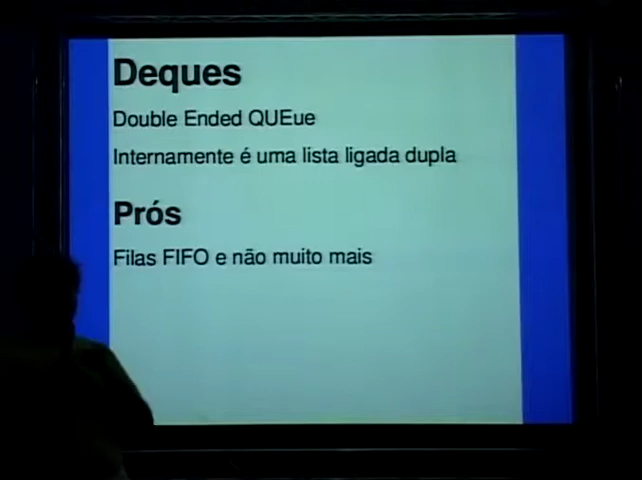 Deques
Double Ended QUEue
Internamente é uma lista ligada dupla
Prós
Filas FIFO e não muito mais